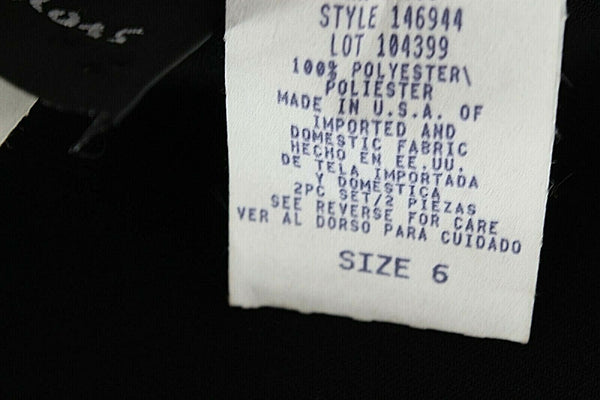 STYLE 146944
LOT 104399
100% POLYESTER\
POLIESTER
MADE IN U.S.A. OF
IMPORTED AND
DOMESTIC FABRIC
HECHO EN EE.UU.
DE TELA IMPORTADA
Y DOMESTICA
2PC SET/2 PIEZAS
SEE REVERSE FOR CARE
VER AL DORSO PARA CUIDADO
SIZE 6